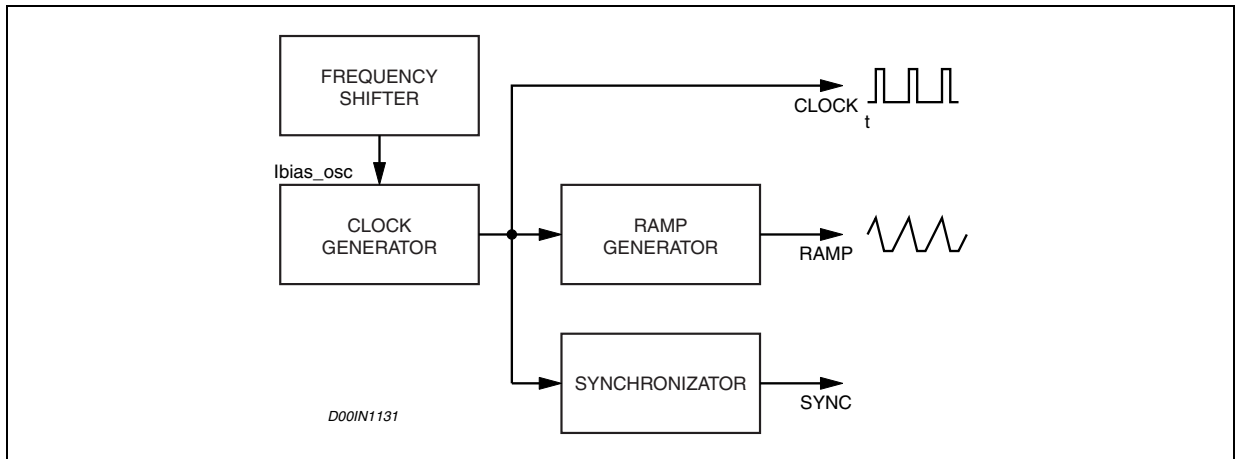 FREQUENCY
SHIFTER
CLOCK
t
Ibias_osc
CLOCK
GENERATOR
RAMP
GENERATOR
RAMP
SYNCHRONIZATOR
SYNC
D00IN1131